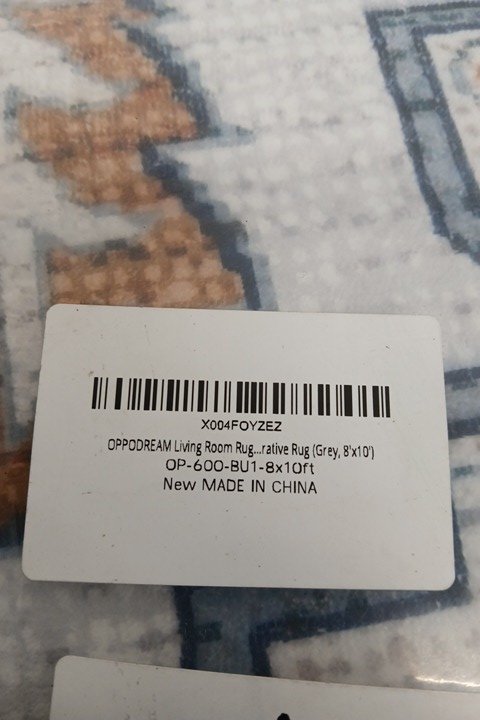 X004FOYZEZ
OPPODREAM Living Room Rug...rative Rug (Grey, 8'x10')
OP-600-BU1-8x10ft
New MADE IN CHINA